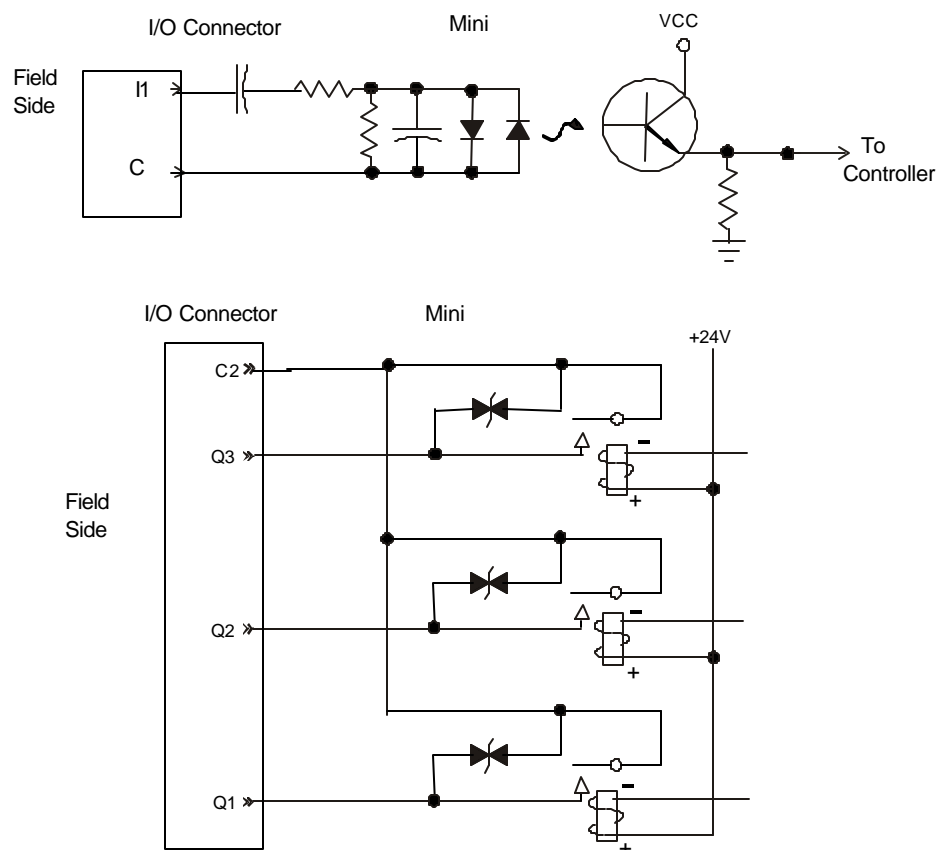 I/O Connector
Mini
VCC
Field
Side
I1
C
To
Controller
I/O Connector
Mini
+24V
C2
-
Q3
+
Field
Side
-
Q2
+
-
Q1
+